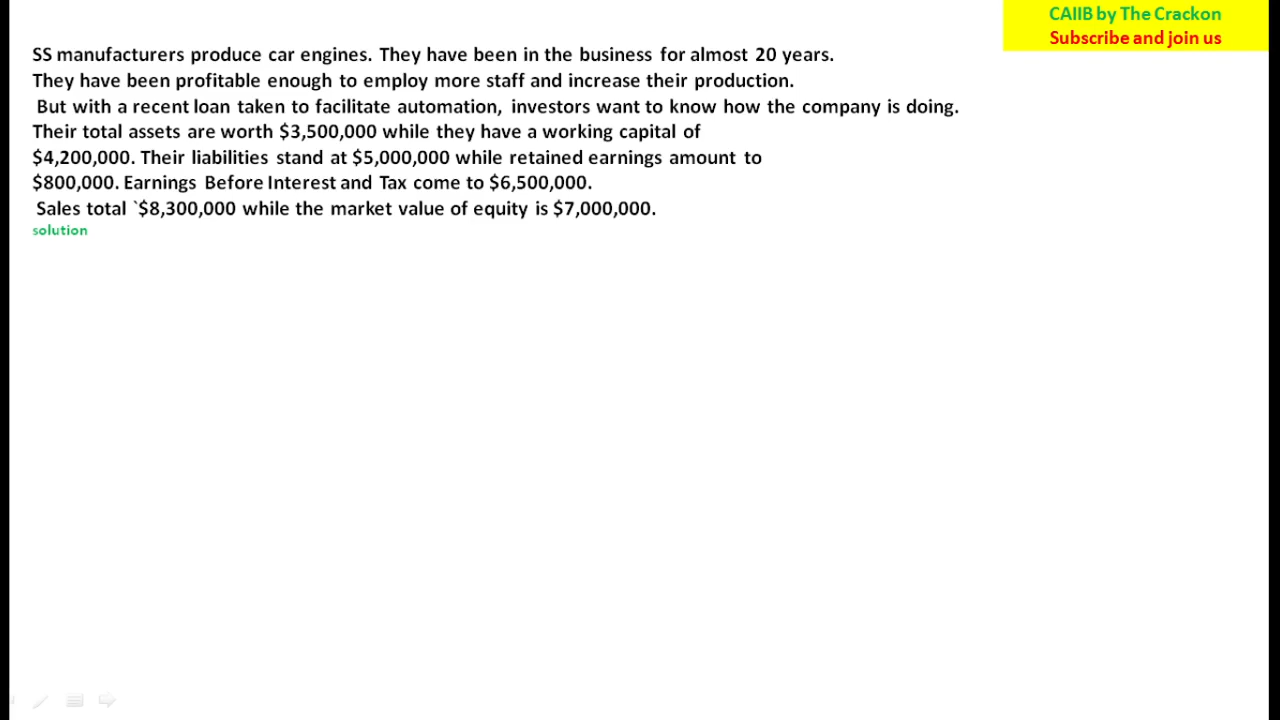 CAIIB by The Crackon
Subscribe and join us
SS manufacturers produce car engines. They have been in the business for almost 20 years.
They have been profitable enough to employ more staff and increase their production.
But with a recent loan taken to facilitate automation, investors want to know how the company is doing.
Their total assets are worth $3,500,000 while they have a working capital of
$4,200,000. Their liabilities stand at $5,000,000 while retained earnings amount to
$800,000. Earnings Before Interest and Tax come to $6,500,000.
Sales total `$8,300,000 while the market value of equity is $7,000,000.
solution